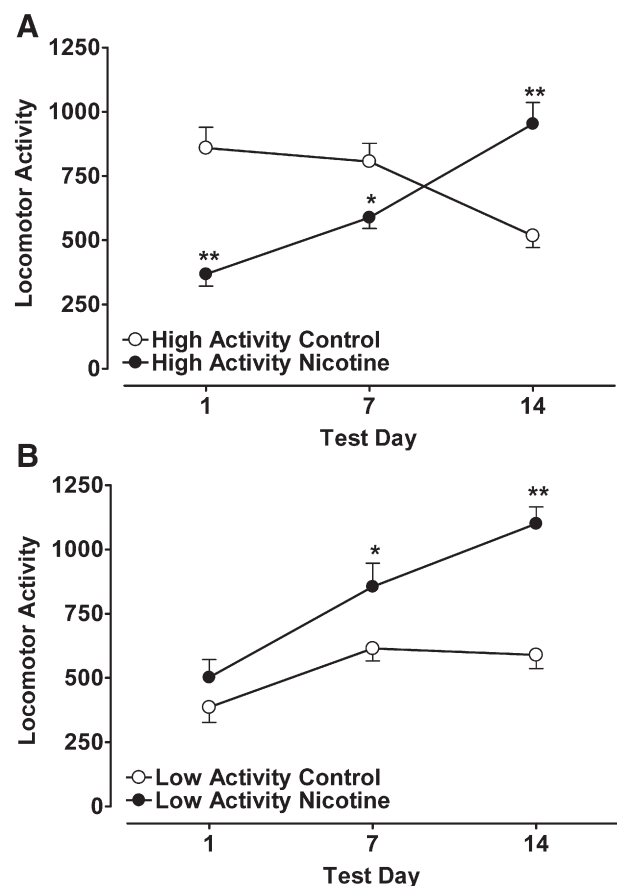 A
1250
1000
750
500
250
0
Locomotor Activity
**
*
**
High Activity Control
High Activity Nicotine
1 7 14
Test Day
B
1250
1000
750
500
250
0
Locomotor Activity
*
**
Low Activity Control
Low Activity Nicotine
1 7 14
Test Day